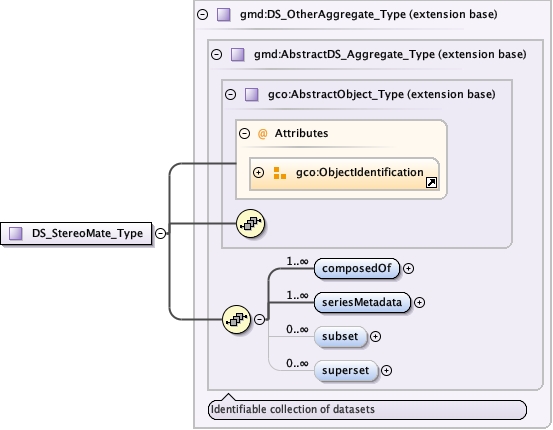 gmd:DS_OtherAggregate_Type (extension base)
gmd:AbstractDS_Aggregate_Type (extension base)
gco:AbstractObject_Type (extension base)
@ Attributes
gco:ObjectIdentification
DS_StereoMate_Type
1..∞ composedOf
1..∞ seriesMetadata
0..∞ subset
0..∞ superset
Identifiable collection of datasets